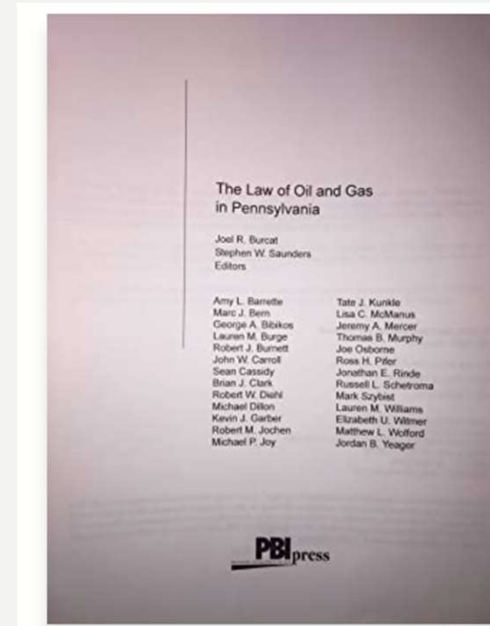 The Law of Oil and Gas
in Pennsylvania
Joel R. Burcat
Stephen W. Saunders
Editors
Amy L. Barrette
Marc J. Bern
George A. Bibikos
Lauren M. Burge
Robert J. Burnett
John W. Carroll
Sean Cassidy
Brian J. Clark
Robert W. Diehl
Michael Dillon
Kevin J. Garber
Robert M. Jochen
Michael P. Joy
Tate J. Kunkle
Lisa C. McManus
Jeremy A. Mercer
Thomas B. Murphy
Joe Osborne
Ross H. Pifer
Jonathan E. Rinde
Russell L. Schetroma
Mark Szybist
Lauren M. Williams
Elizabeth U. Witmer
Matthew L. Wolford
Jordan B. Yeager
PBI press